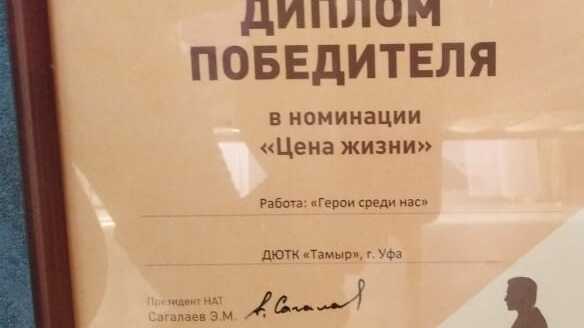 ДИПЛОМ
ПОБЕДИТЕЛЯ
в номинации
«Цена жизни»
Работа: «Герои среди нас»
ДЮТК «Тамыр», г. Уфа
Президент НАТ
Сагалаев Э.М.